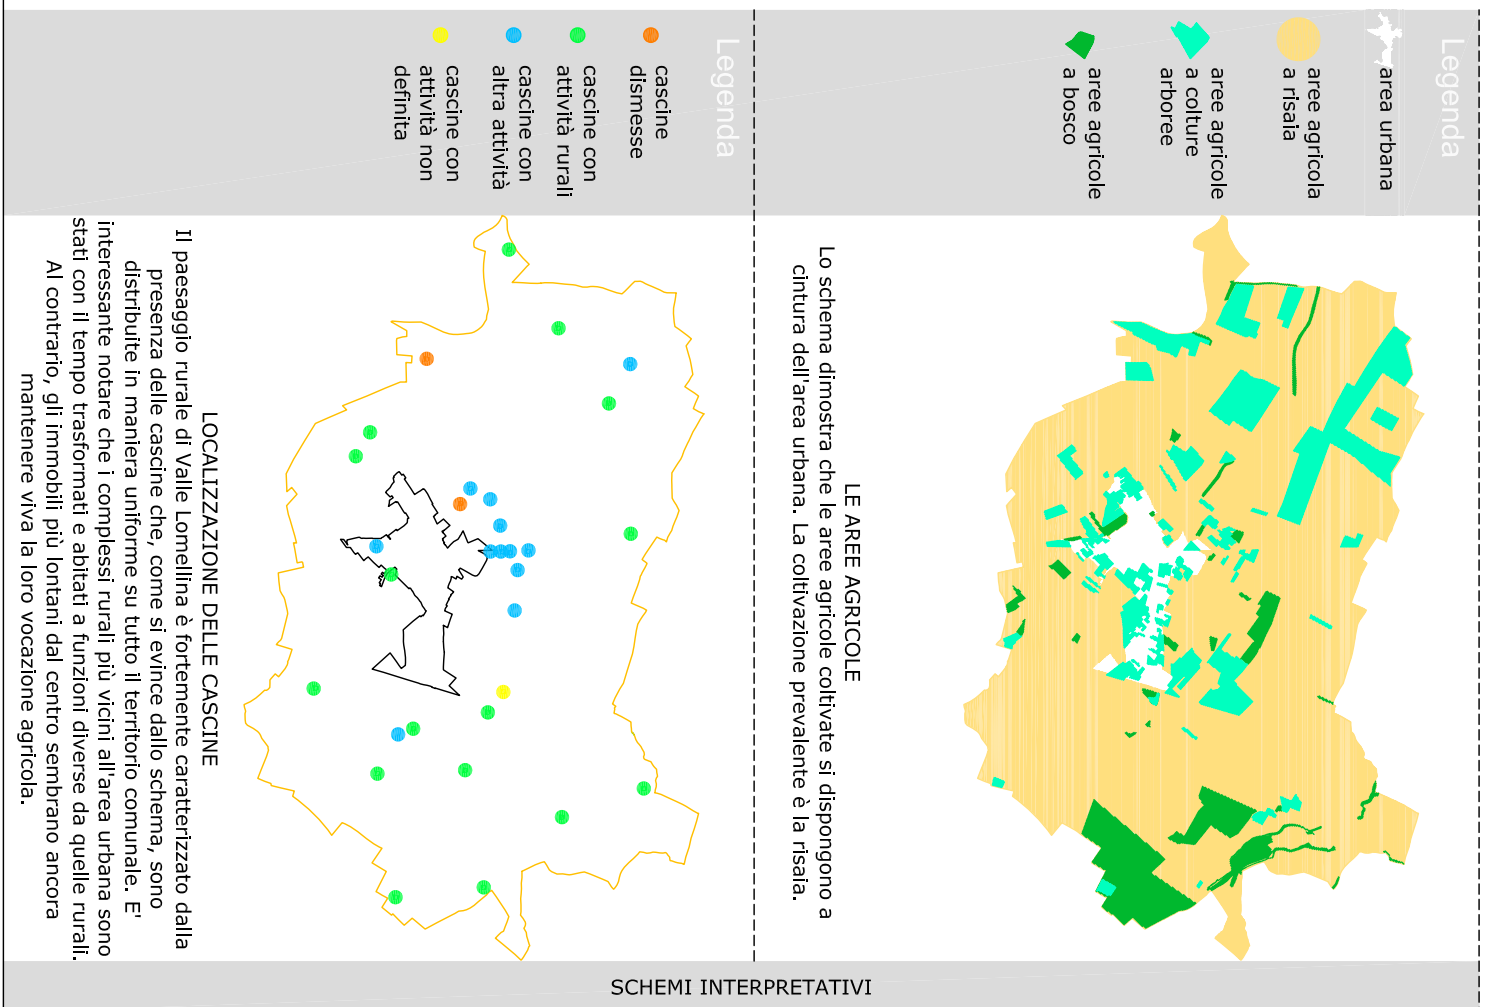 Legenda
area urbana
aree agricola
a risaia
aree agricole
a colture
arboree
aree agricole
a bosco
LE AREE AGRICOLE
Lo schema dimostra che le aree agricole coltivate si dispongono a
cintura dell'area urbana. La coltivazione prevalente è la risaia.
Legenda
cascine
dismesse
cascine con
attività rurali
cascine con
altra attività
cascine con
attività non
definita
LOCALIZZAZIONE DELLE CASCINE
Il paesaggio rurale di Valle Lomellina è fortemente caratterizzato dalla
presenza delle cascine che, come si evince dallo schema, sono
distribuite in maniera uniforme su tutto il territorio comunale. E'
interessante notare che i complessi rurali più vicini all'area urbana sono
stati con il tempo trasformati e abitati a funzioni diverse da quelle rurali.
Al contrario, gli immobili più lontani dal centro sembrano ancora
mantenere viva la loro vocazione agricola.
SCHEMI INTERPRETATIVI